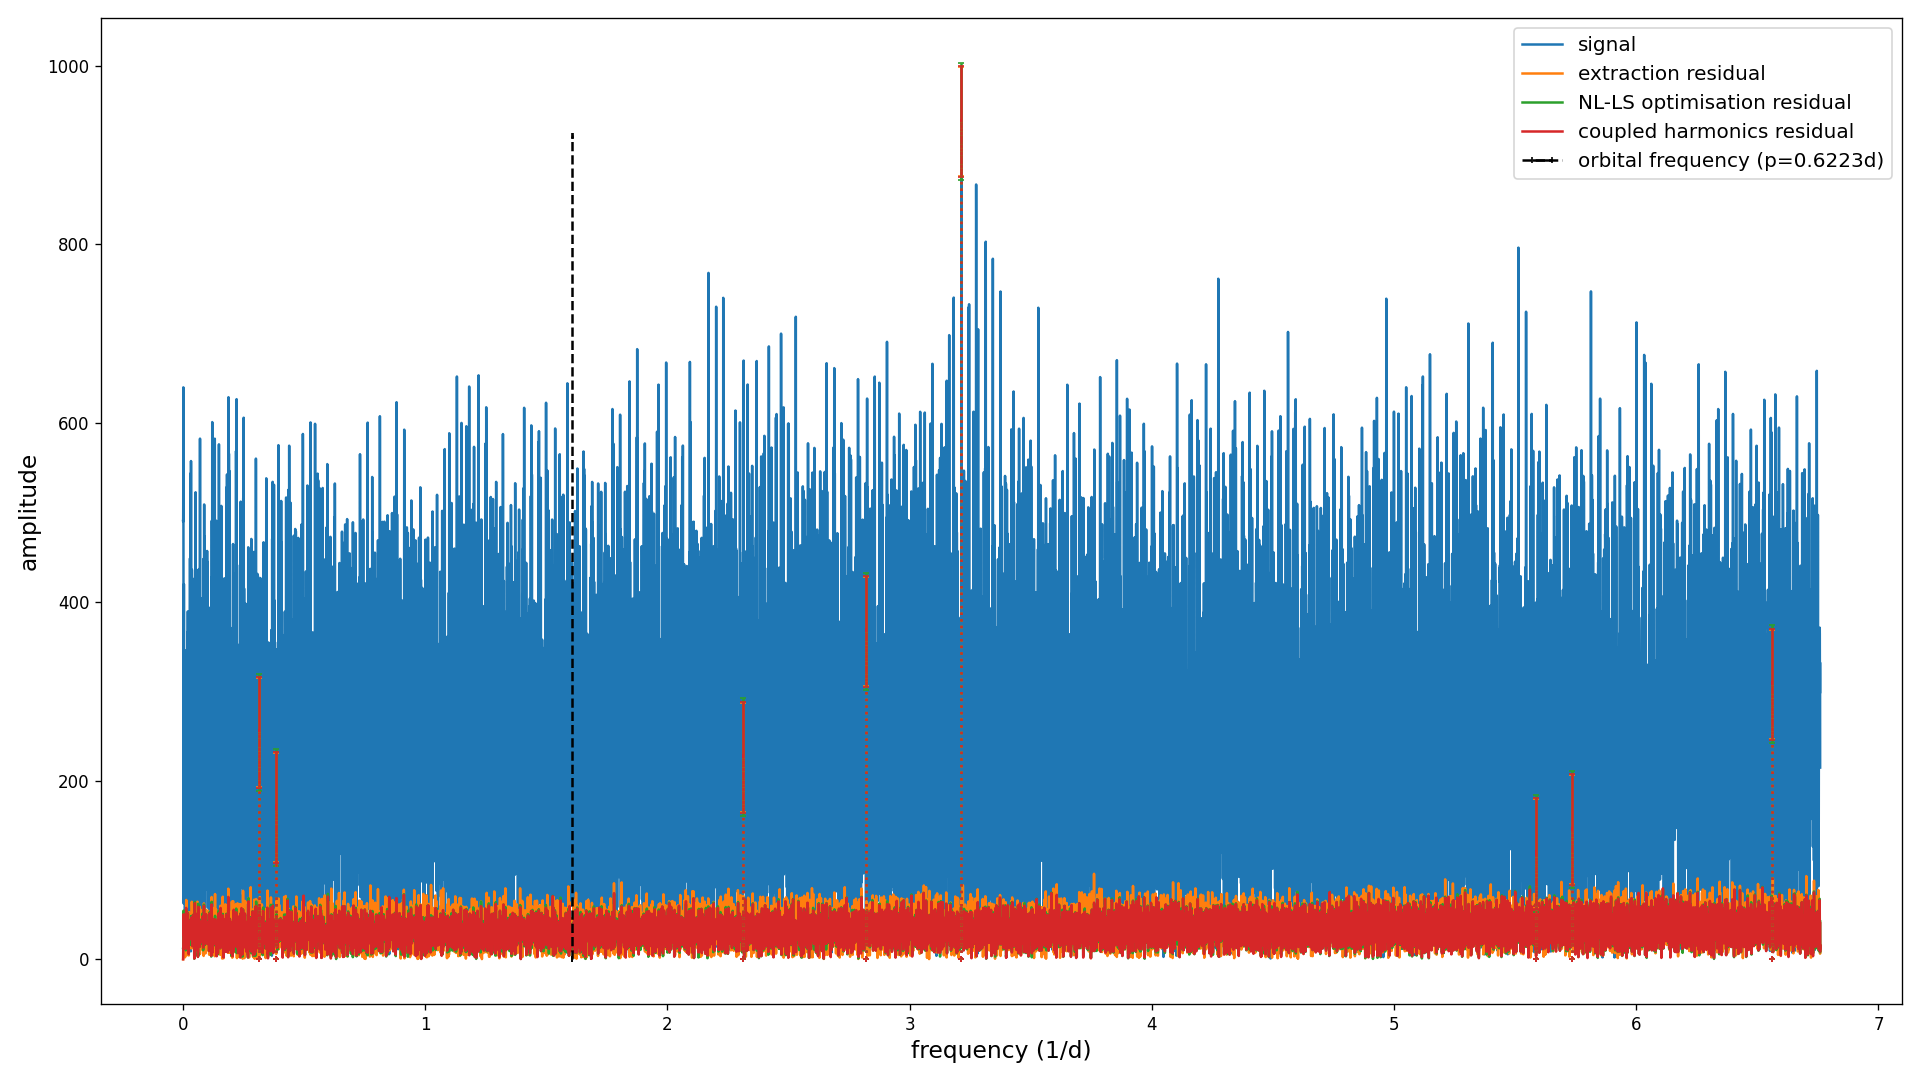 signal
extraction residual
NL-LS optimisation residual
coupled harmonics residual
orbital frequency (p=0.6223d)
1000
800
600
400
200
0
amplitude
0 1 2 3 4 5 6 7
frequency (1/d)